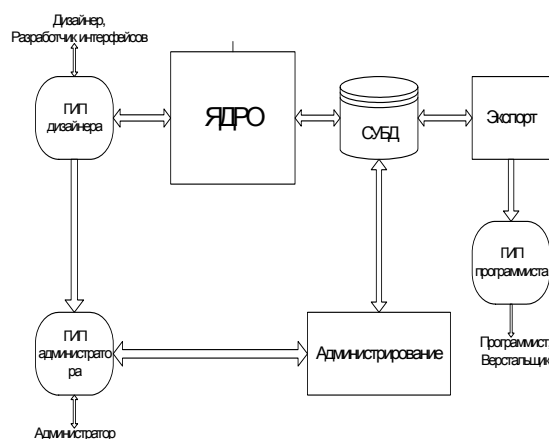 Дизайнер,
Разработчик интерфейсов
ГИП
дизайнера
ЯДРО
СУБД
Экспорт
ГИП
программиста
ГИП
администрато
ра
Администрирование
Программист,
Верстальщик
Администратор